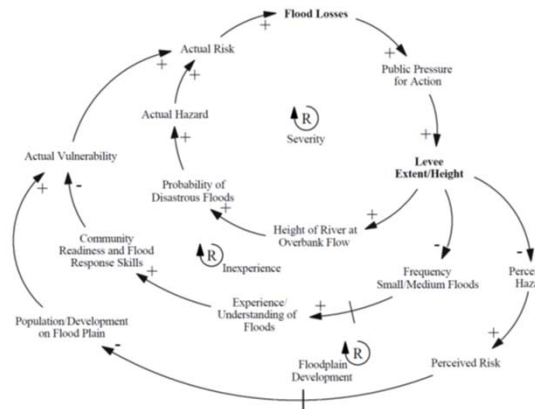 Flood Losses
+
+
Actual Risk
Public Pressure
for Action
+
+
Actual Hazard
R
Severity
+
+
Actual Vulnerability
Levee
Extent/Height
+
-
Probability of
Disastrous Floods
+
+
Height of River at
Overbank Flow
-
-
Community
Readiness and Flood
Response Skills
R
Inexperience
+
Frequency
Small/Medium Floods
Experience/
Understanding of
Floods
+
+
Population/Development
on Flood Plain
-
R
Floodplain
Development
Perceived Risk